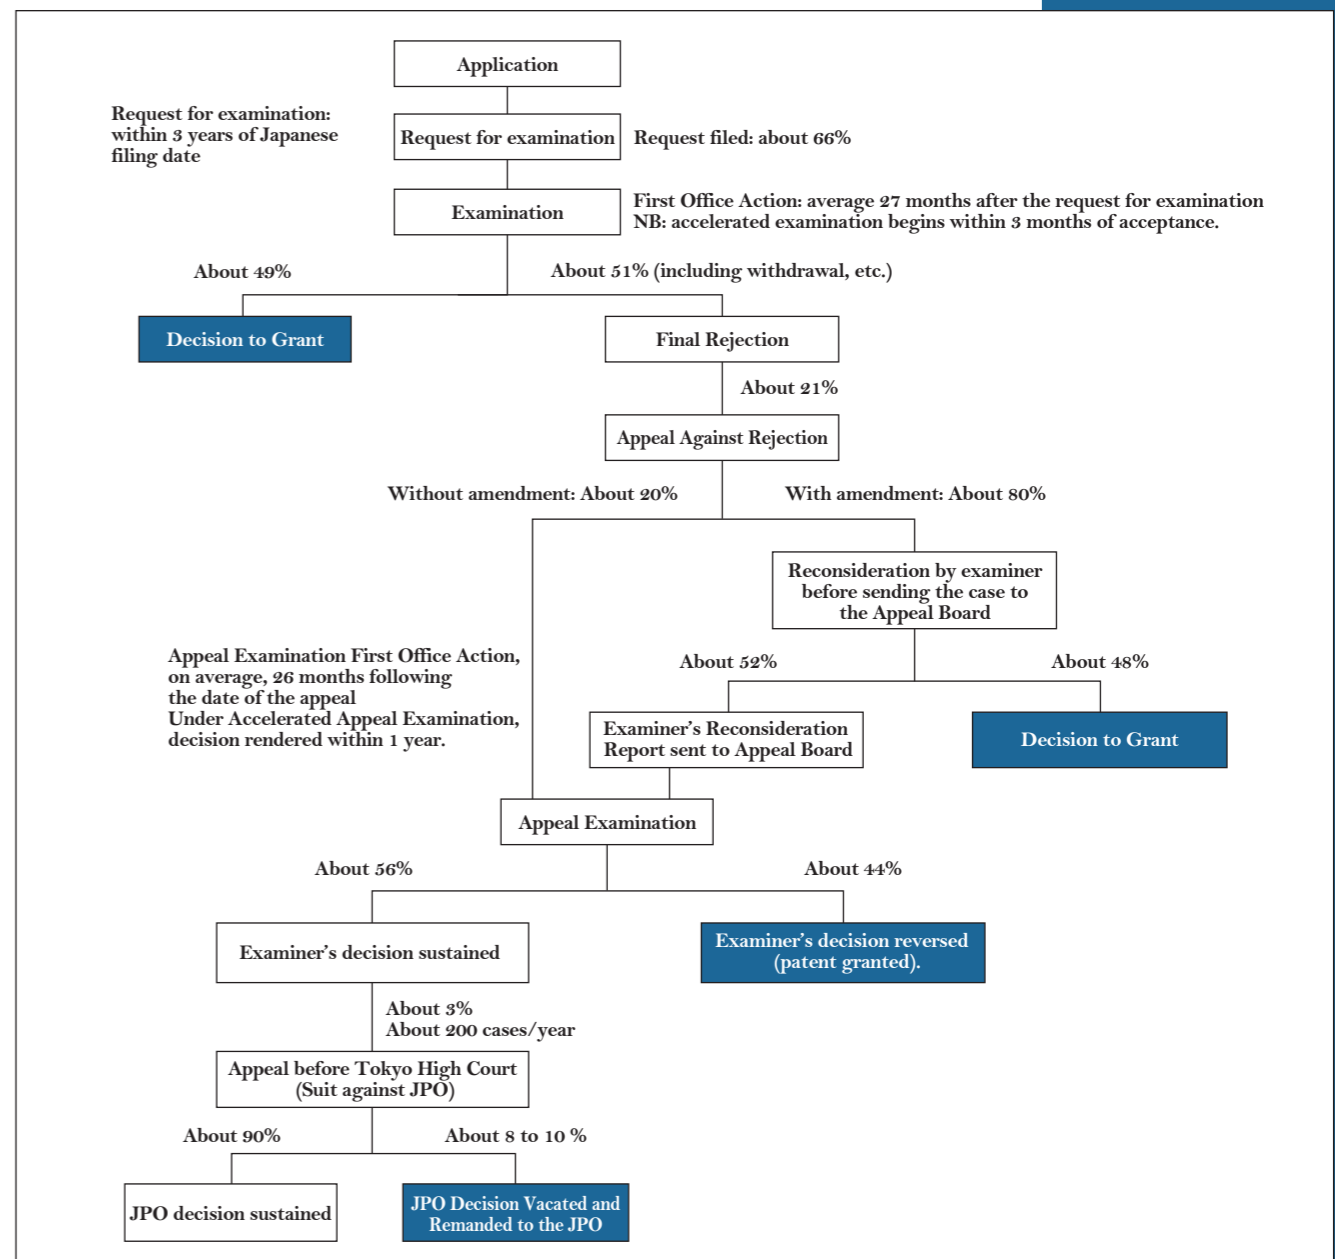 Application
Request for examination:
within 3 years of Japanese
filing date
Request for examination
Request filed: about 66%
Examination
First Office Action: average 27 months after the request for examination
NB: accelerated examination begins within 3 months of acceptance.
About 49%
About 51% (including withdrawal, etc.)
Decision to Grant
Final Rejection
About 21%
Appeal Against Rejection
Without amendment: About 20%
With amendment: About 80%
Reconsideration by examiner
before sending the case to
the Appeal Board
Appeal Examination First Office Action,
on average, 26 months following
the date of the appeal
Under Accelerated Appeal Examination,
decision rendered within 1 year.
About 52%
About 48%
Examiner's Reconsideration
Report sent to Appeal Board
Decision to Grant
Appeal Examination
About 56%
About 44%
Examiner's decision sustained
Examiner's decision reversed
(patent granted).
About 3%
About 200 cases/year
Appeal before Tokyo High Court
(Suit against JPO)
About 90%
About 8 to 10 %
JPO decision sustained
JPO Decision Vacated and
Remanded to the JPO